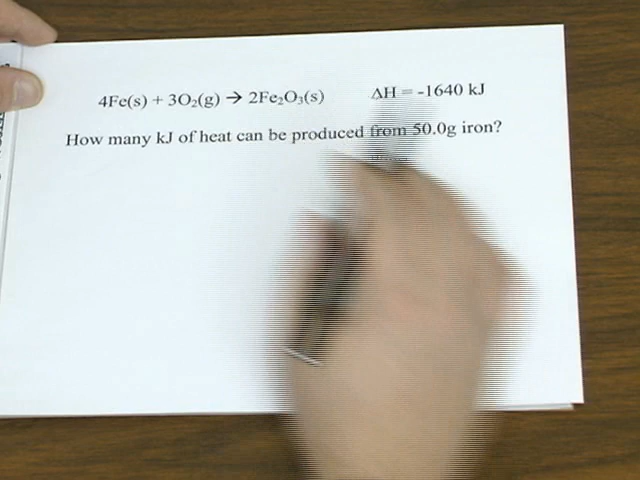 4Fe(s) + 3O₂(g) → 2Fe₂O₃(s) ΔH = -1640 kJ
How many kJ of heat can be produced from 50.0g iron?